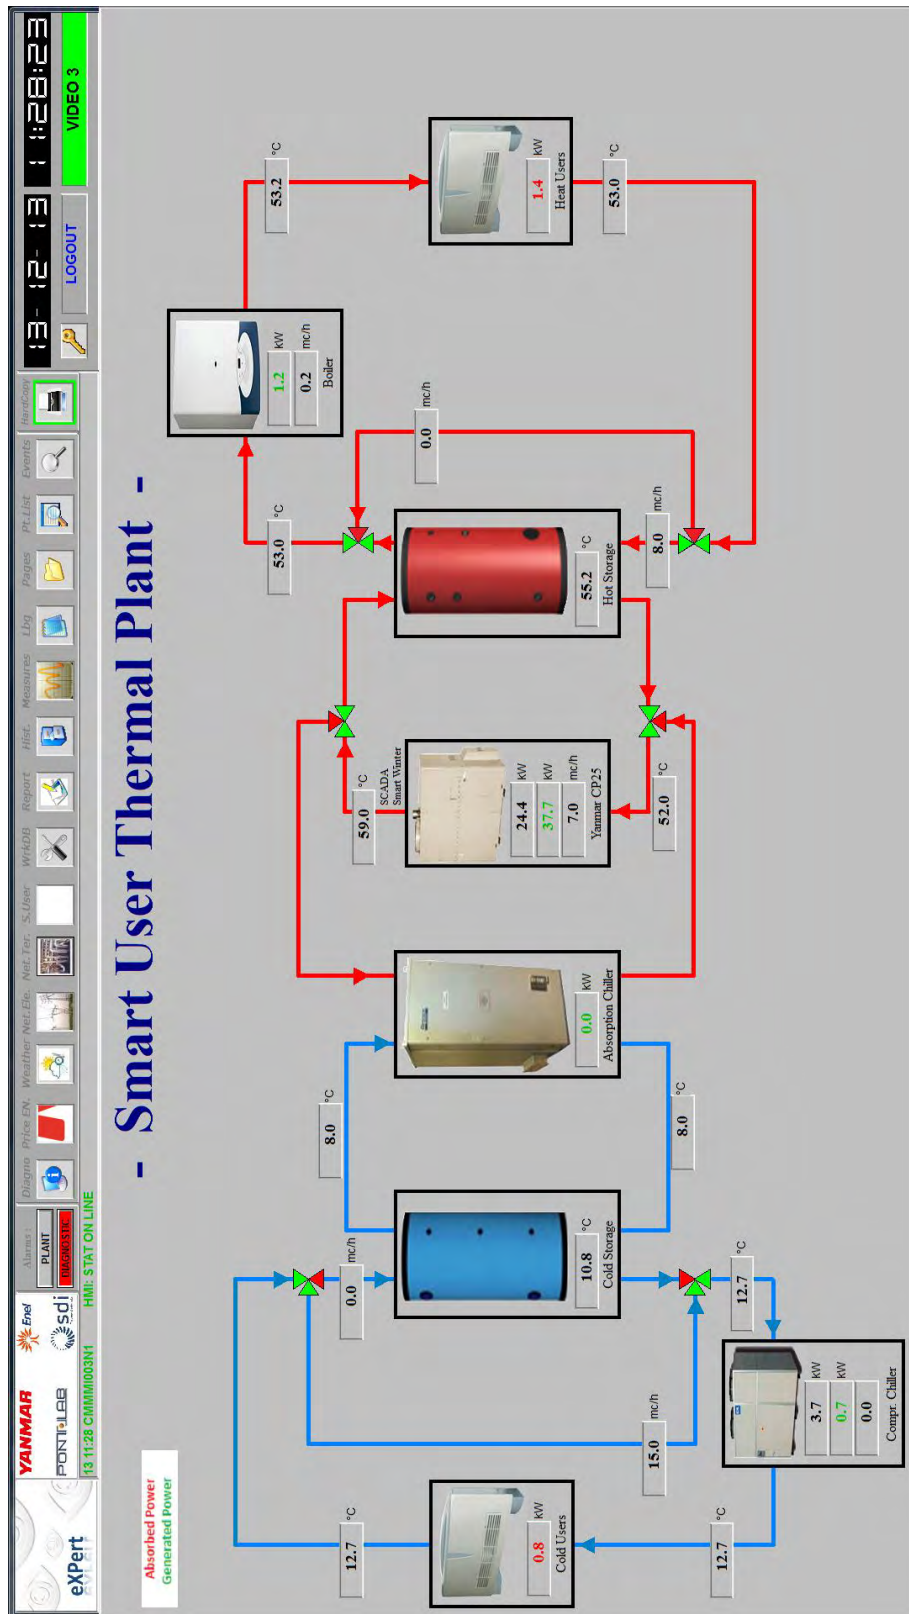 eXPert
YANMAR
Enel
PONTLAB
sdi
Alarms :
PLANT
DIAGNOSTIC
Diagno
Price EN.
Weather
Net.Ele.
Net.Ter.
S.User
WrkDB
Report
Hist.
Measures
Lbg
Pages
Pt.List
Events
HardCopy
13-12-13
11:28:23
LOGOUT
VIDEO 3
13 11:28 CMMMI003N1
HMI: STAT ON LINE
- Smart User Thermal Plant -
Absorbed Power
Generated Power
12.7 °C
0.8 kW
Cold Users
12.7 °C
15.0 mc/h
0.0 mc/h
10.8 °C
Cold Storage
12.7 °C
3.7 kW
0.7 kW
0.0
Compr. Chiller
8.0 °C
8.0 °C
0.0 kW
Absorption Chiller
59.0 °C
SCADA
Smart Winter
24.4 kW
37.7 kW
7.0 mc/h
Yanmar CP25
52.0 °C
55.2 °C
Hot Storage
53.0 °C
0.0 mc/h
8.0 mc/h
1.2 kW
0.2 mc/h
Boiler
53.2 °C
1.4 kW
Heat Users
53.0 °C